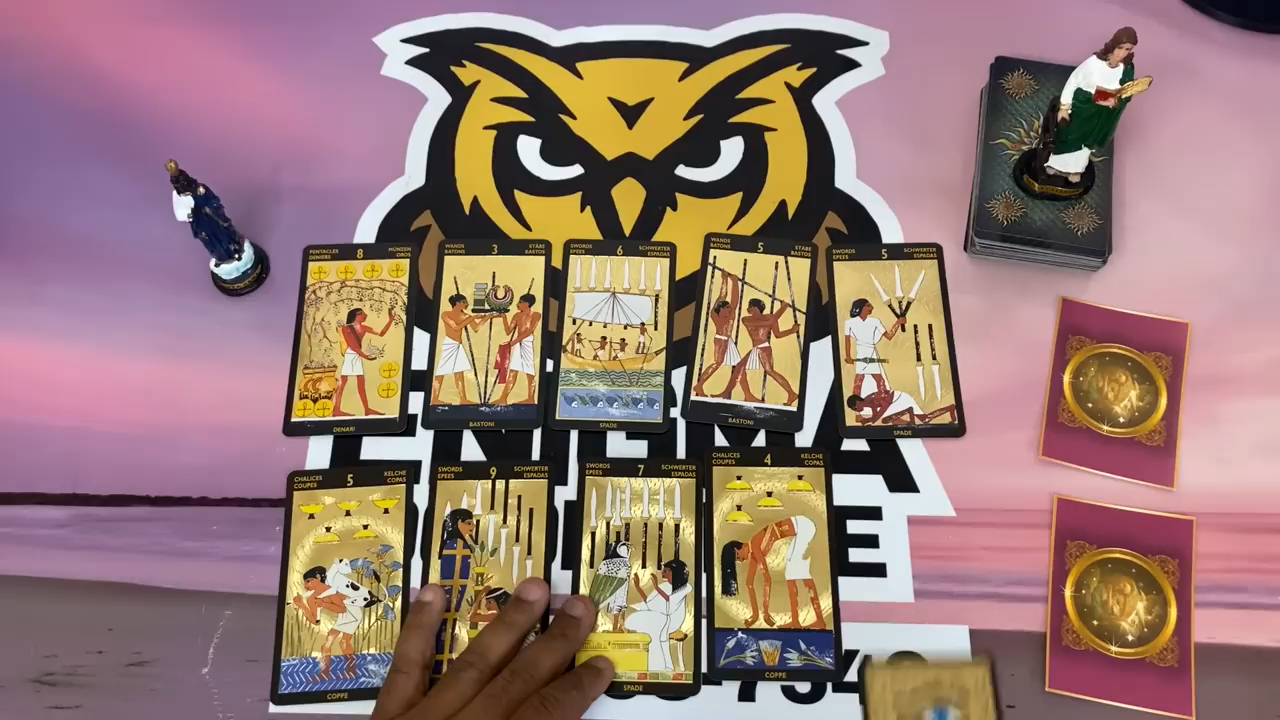 PENTACLES
DENIERS
8
MÜNZEN
OROS
DENARI
WANDS
BATONS
3
STÄBE
BASTOS
BASTONI
SWORDS
EPEES
6
SCHWERTER
ESPADAS
SPADE
WANDS
BATONS
5
STÄBE
BASTOS
BASTONI
SWORDS
EPEES
5
SCHWERTER
ESPADAS
SPADE
CHALICES
COUPES
5
KELCHE
COPAS
COPPE
SWORDS
EPEES
9
SCHWERTER
ESPADAS
SWORDS
EPEES
7
SCHWERTER
ESPADAS
SPADE
CHALICES
COUPES
4
KELCHE
COPAS
COPPE